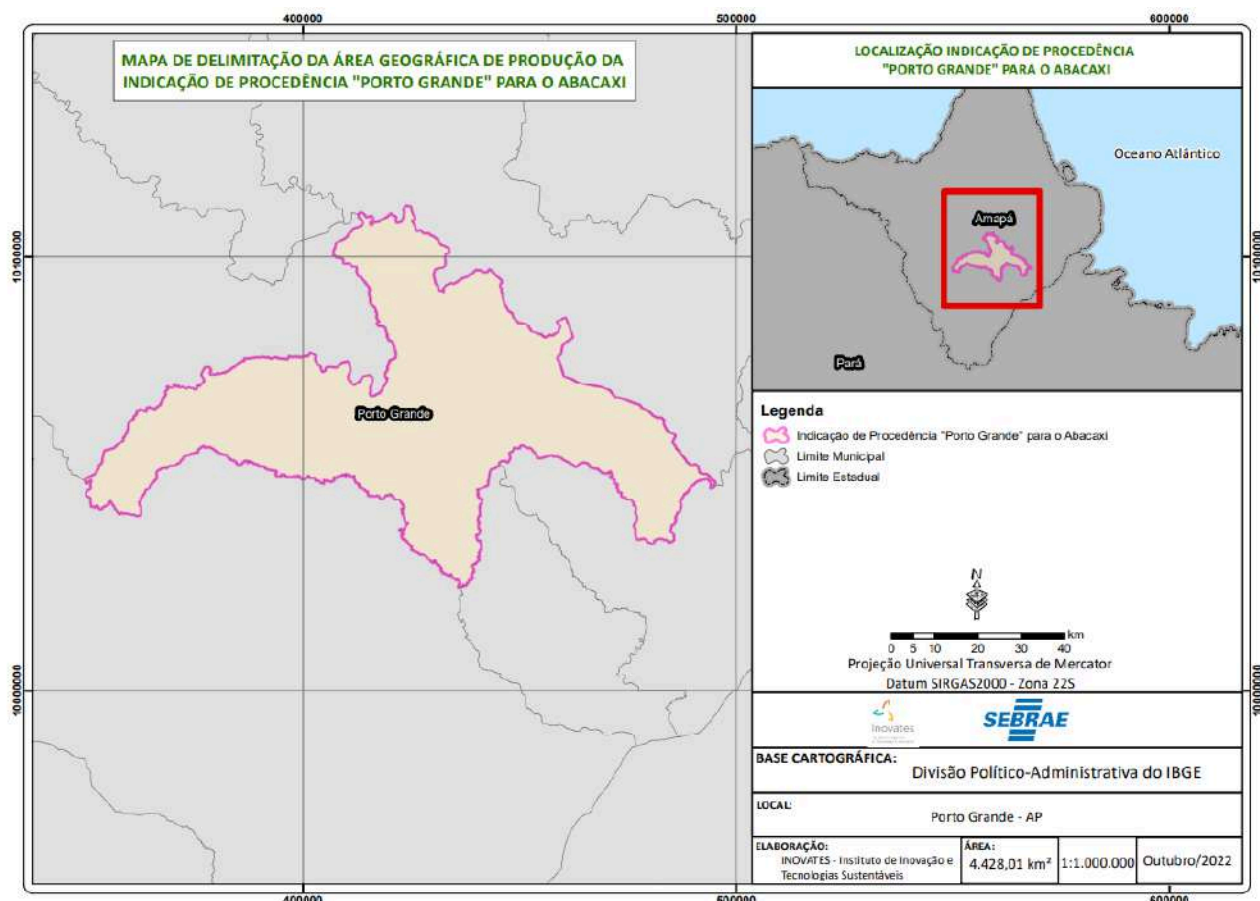 400000
500000
600000
MAPA DE DELIMITAÇÃO DA ÁREA GEOGRÁFICA DE PRODUÇÃO DA
INDICAÇÃO DE PROCEDÊNCIA "PORTO GRANDE" PARA O ABACAXI
LOCALIZAÇÃO INDICAÇÃO DE PROCEDÊNCIA
"PORTO GRANDE" PARA O ABACAXI
Oceano Atlântico
Amapá
Pará
10100000
10100000
Porto Grande
Legenda
Indicação de Procedência "Porto Grande" para o Abacaxi
Limite Municipal
Limite Estadual
N
km
0 5 10 20 30 40
Projeção Universal Transversa de Mercator
Datum SIRGAS2000 - Zona 22S
10000000
10000000
inovates
SEBRAE
BASE CARTOGRÁFICA:
Divisão Político-Administrativa do IBGE
LOCAL:
Porto Grande - AP
ELABORAÇÃO:
INOVATES - Instituto de Inovação e
Tecnologias Sustentáveis
ÁREA:
4.428,01 km²
1:1.000.000
Outubro/2022
400000
500000
600000